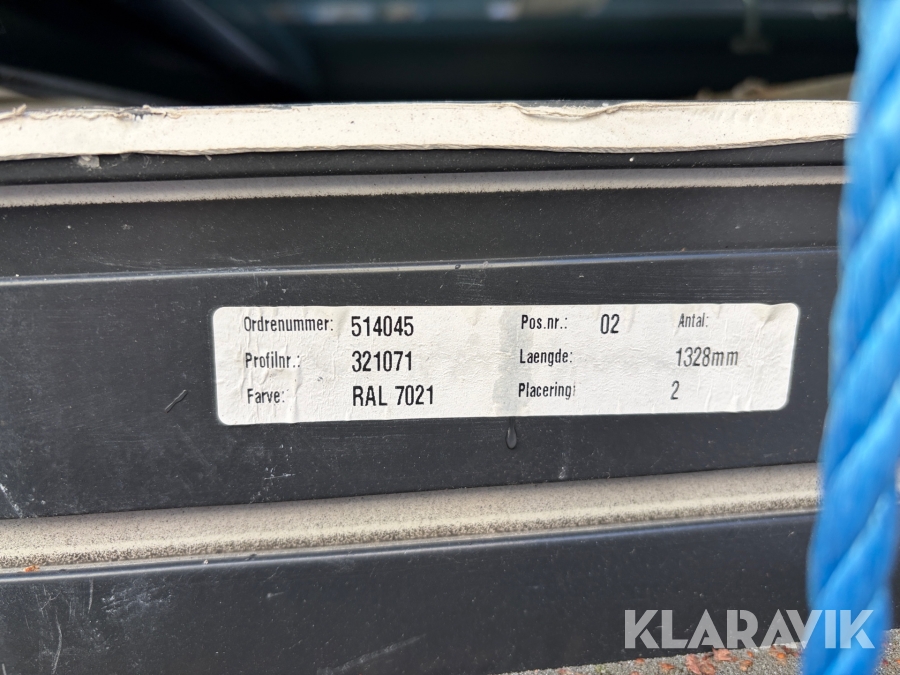 Ordrenummer: 514045 Pos.nr.: 02 Antal:
Profilnr.: 321071 Laengde: 1328mm
Farve: RAL 7021 Placering: 2
KLARAVIK